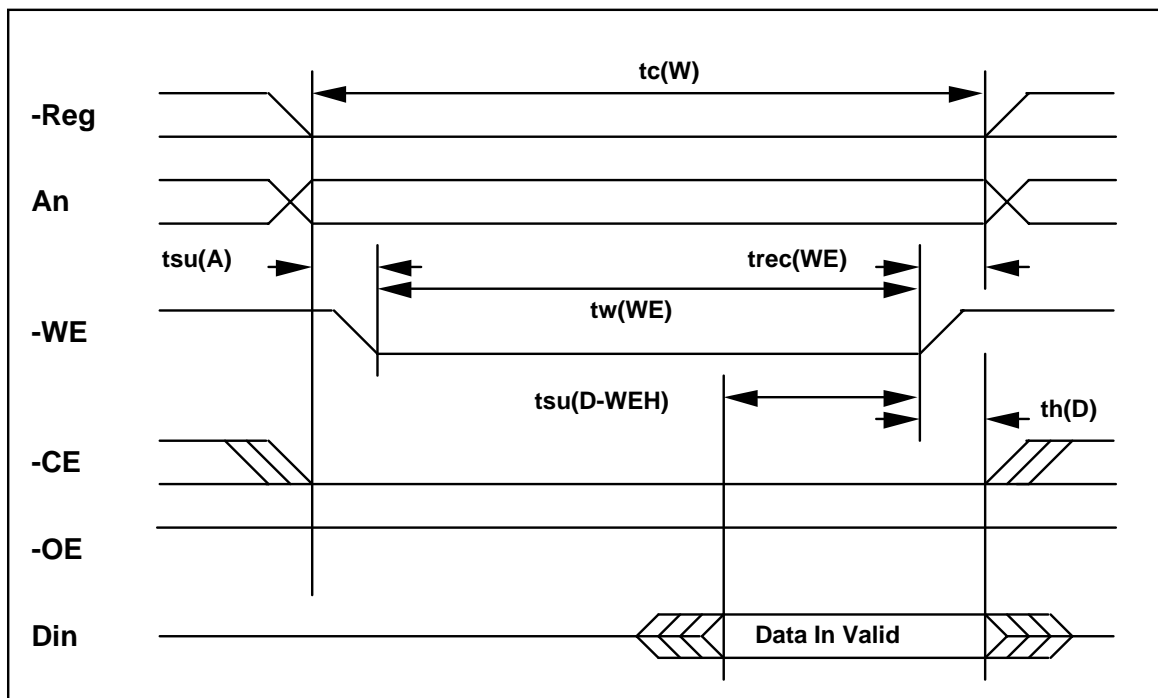 tc(W)
-Reg
An
tsu(A)
trec(WE)
tw(WE)
-WE
tsu(D-WEH)
th(D)
-CE
-OE
Din
Data In Valid